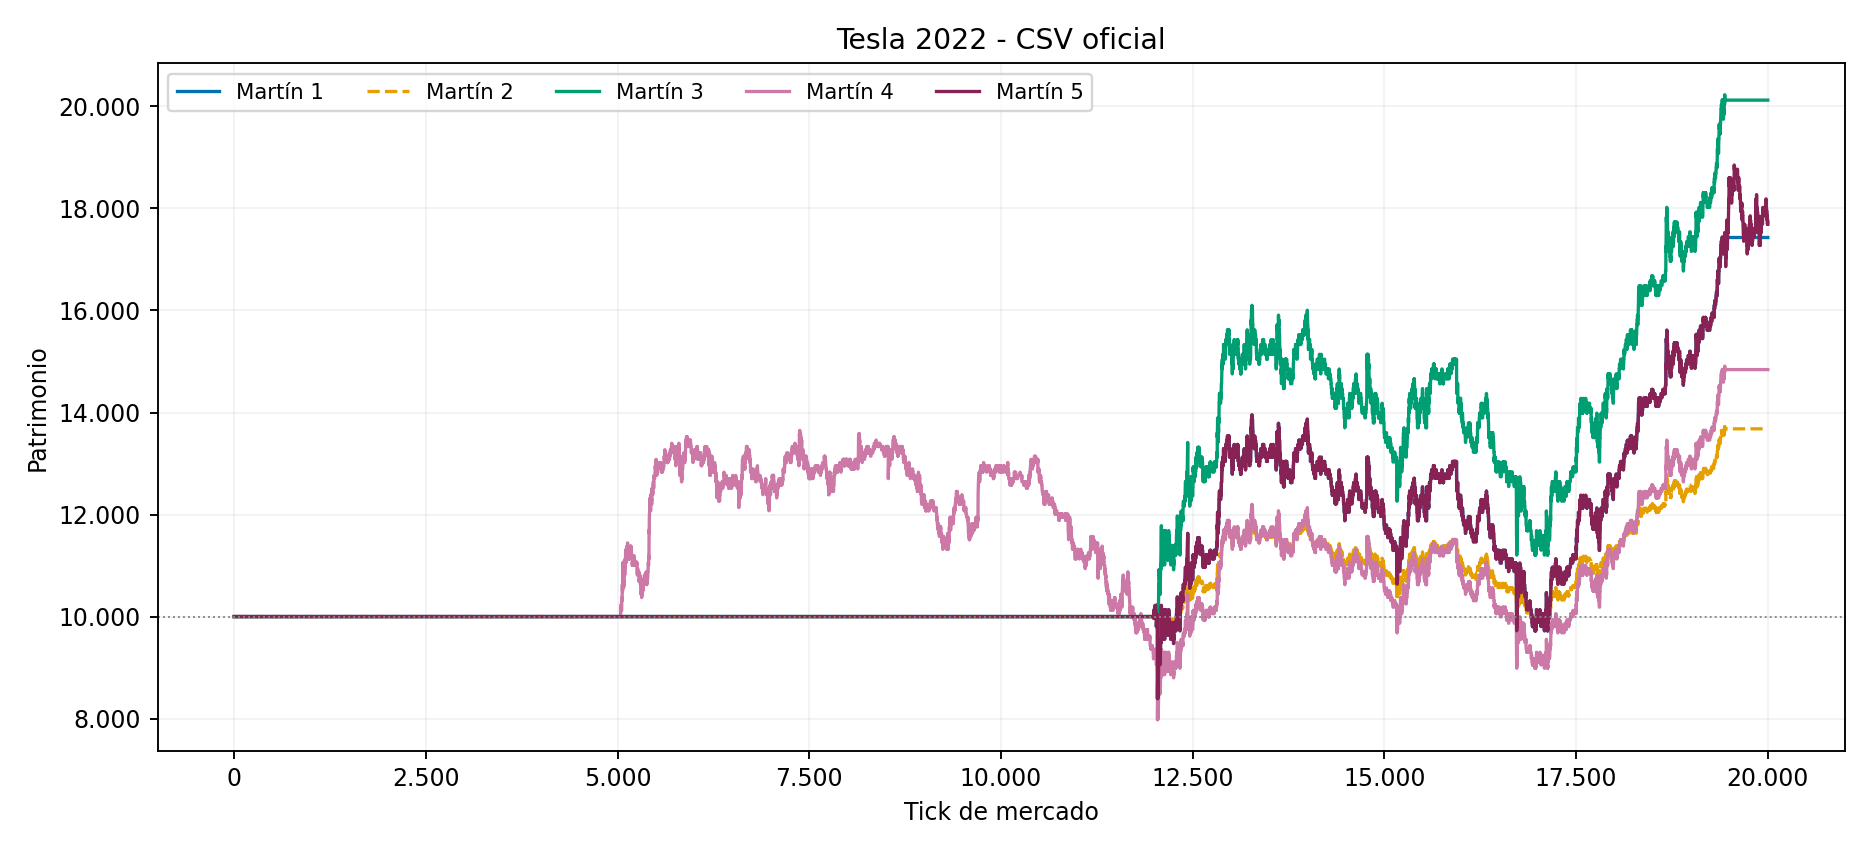 Tesla 2022 - CSV oficial
Martín 1 Martín 2 Martín 3 Martín 4 Martín 5
20.000
18.000
16.000
14.000
12.000
10.000
8.000
Patrimonio
0 2.500 5.000 7.500 10.000 12.500 15.000 17.500 20.000
Tick de mercado